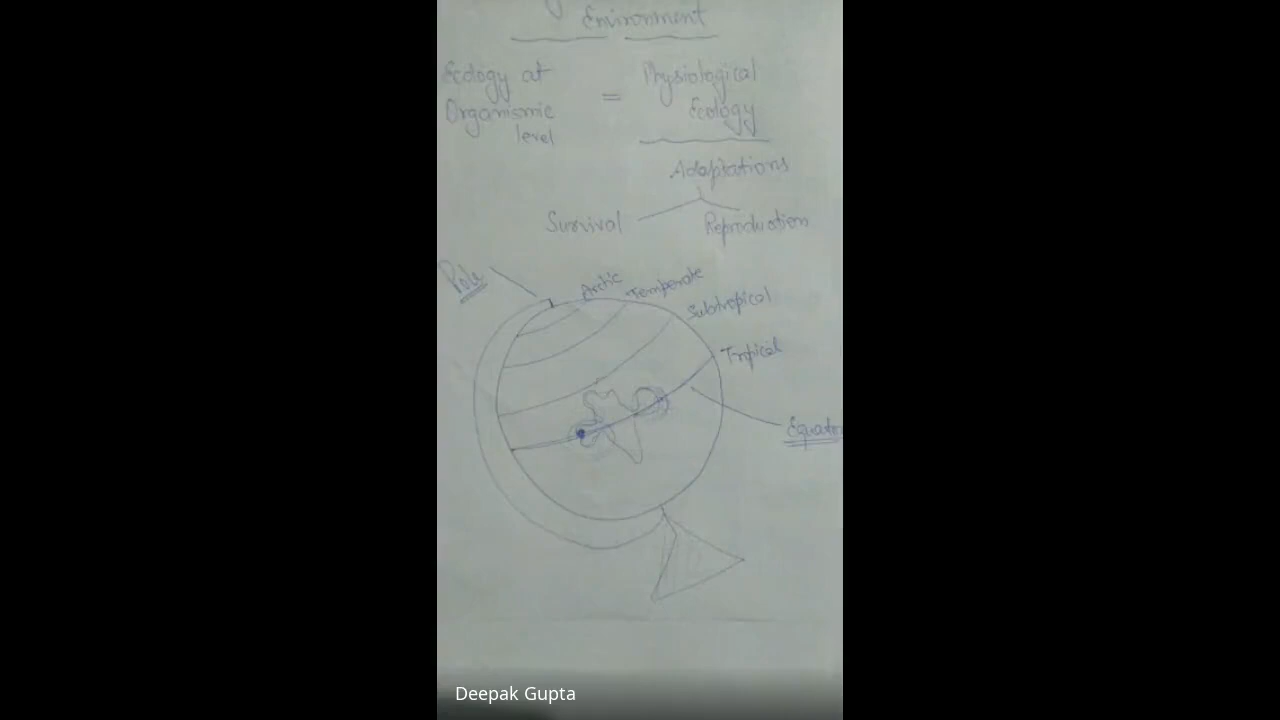 Environment
Ecology at
Organismic
level
=
Physiological
Ecology
Adaptations
Survival
Reproduction
Pole
Arctic
Temperate
Subtropical
Tropical
Equator
Deepak Gupta